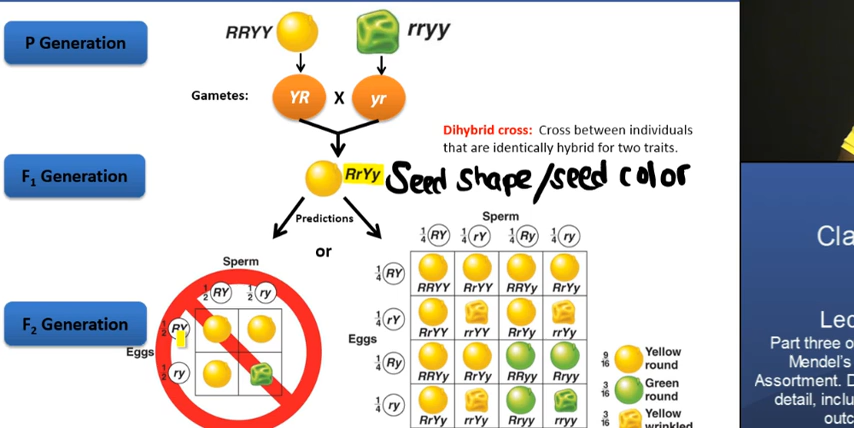 P Generation
RRYY
rryy
Gametes:
YR
X
yr
Dihybrid cross: Cross between individuals
that are identically hybrid for two traits.
F1 Generation
RrYy
Seed shape/seed color
Predictions
or
Sperm
1/4 RY 1/4 rY 1/4 Ry 1/4 ry
Sperm
1/2 RY 1/2 ry
F2 Generation
Eggs
1/2 RY
1/2 ry
Eggs
1/4 RY
RRYY RrYY RRYy RrYy
1/4 rY
RrYY rrYY RrYy rrYy
1/4 Ry
RRYy RrYy RRyy Rryy
1/4 ry
RrYy rrYy Rryy rryy
9/16 Yellow
round
3/16 Green
round
3/16 Yellow
wrinkled
Cla
Lec
Part three o
Mendel's
Assortment. D
detail, inclu
outc